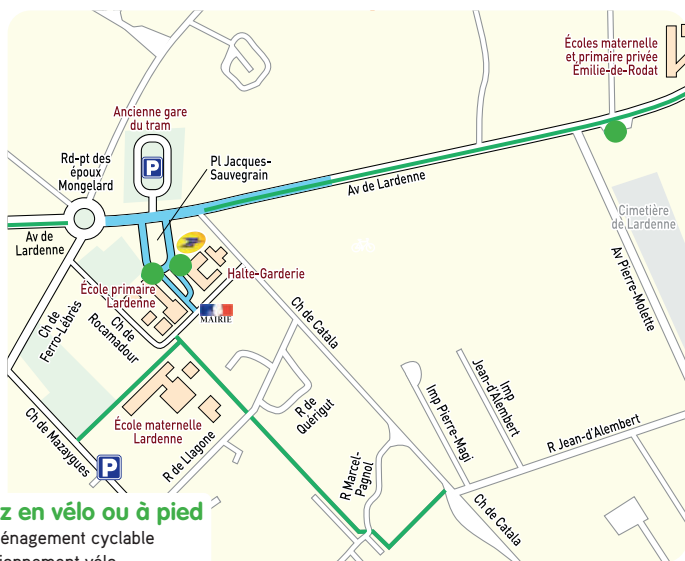 Écoles maternelle
et primaire privée
Émilie-de-Rodat
Ancienne gare
du tram
P
Pl Jacques-
Sauvegrain
Rd-pt des
époux
Mongelard
Av de Lardenne
Cimetière
de Lardenne
Av de
Lardenne
Halte-Garderie
École primaire
Lardenne
MAIRIE
Av Pierre-Molette
Ch de
Ferro-Lébrès
Ch de
Rocamadour
Ch de Catala
Imp
Jean-d'Alembert
Imp Pierre-Magi
R de
Quérigut
École maternelle
Lardenne
Ch de Mazaygues
R Jean-d'Alembert
R de Llagone
P
R Marcel-
Pagnol
Ch de Catala
z en vélo ou à pied
énagement cyclable